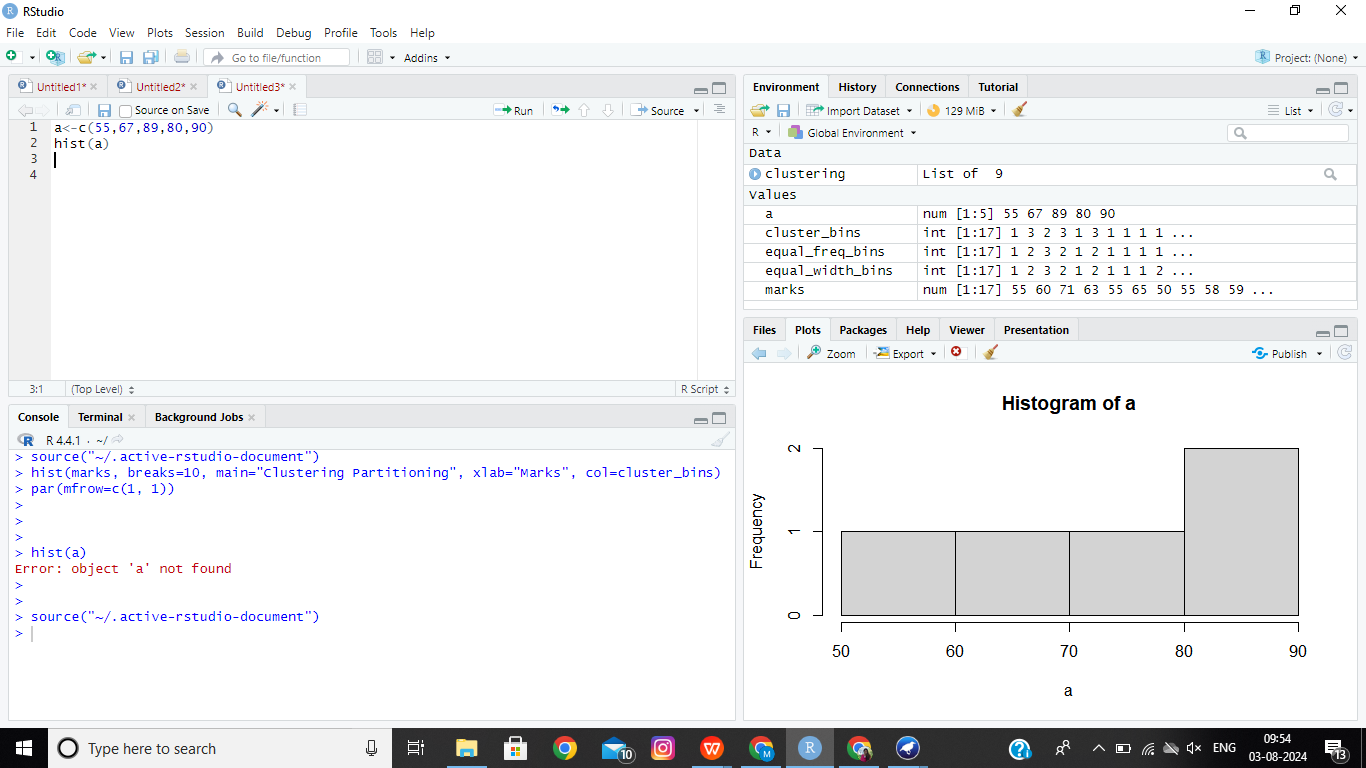 RStudio
File Edit Code View Plots Session Build Debug Profile Tools Help
Go to file/function Addins Project: (None)
Untitled1* Untitled2* Untitled3*
Source on Save Run Source
1 a<-c(55,67,89,80,90)
2 hist(a)
3
4
3:1 (Top Level) R Script
Console Terminal Background Jobs
R 4.4.1 · ~/
> source("~/.active-rstudio-document")
> hist(marks, breaks=10, main="Clustering Partitioning", xlab="Marks", col=cluster_bins)
> par(mfrow=c(1, 1))
>
>
>
> hist(a)
Error: object 'a' not found
>
>
> source("~/.active-rstudio-document")
>
Environment History Connections Tutorial
Import Dataset 129 MiB List
R Global Environment
Data
clustering List of 9
Values
a num [1:5] 55 67 89 80 90
cluster_bins int [1:17] 1 3 2 3 1 3 1 1 1 1 ...
equal_freq_bins int [1:17] 1 2 3 2 1 2 1 1 1 1 ...
equal_width_bins int [1:17] 1 2 3 2 1 2 1 1 1 2 ...
marks num [1:17] 55 60 71 63 55 65 50 55 58 59 ...
Files Plots Packages Help Viewer Presentation
Zoom Export Publish
Histogram of a
Frequency
2
1
0
50 60 70 80 90
a
Type here to search
10
ENG
09:54
03-08-2024
13